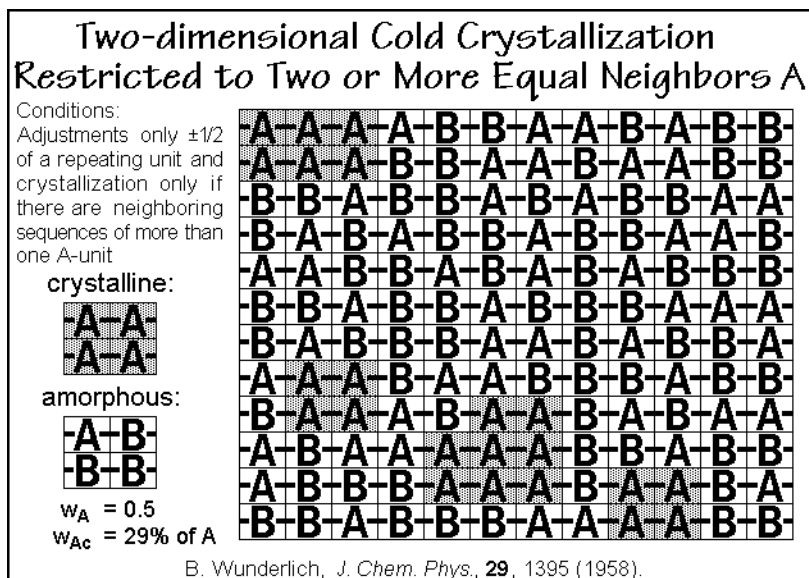 Two-dimensional Cold Crystallization
Restricted to Two or More Equal Neighbors A
Conditions:
Adjustments only ±1/2
of a repeating unit and
crystallization only if
there are neighboring
sequences of more than
one A-unit
crystalline:
-A-A-
-A-A-
amorphous:
-A-B-
-B-B-
wA = 0.5
wAc = 29% of A
-A-A-A-A-B-B-A-A-B-A-B-B-
-A-A-A-B-B-A-A-B-A-A-B-B-
-B-B-A-B-B-A-B-A-B-B-A-A-
-B-A-B-A-B-B-A-A-A-B-A-B-
-A-A-B-B-A-B-A-B-A-B-B-B-
-B-B-A-B-B-A-B-B-B-A-A-A-
-B-A-B-B-B-A-A-B-A-B-B-A-
-A-A-A-B-A-A-B-B-B-A-B-B-
-B-A-A-A-B-A-A-B-A-B-A-A-
-A-B-A-A-A-A-A-B-B-A-B-B-
-A-B-B-B-A-A-A-B-A-A-B-A-
-B-B-A-B-B-B-A-A-A-A-B-B-
B. Wunderlich, J. Chem. Phys., 29, 1395 (1958).